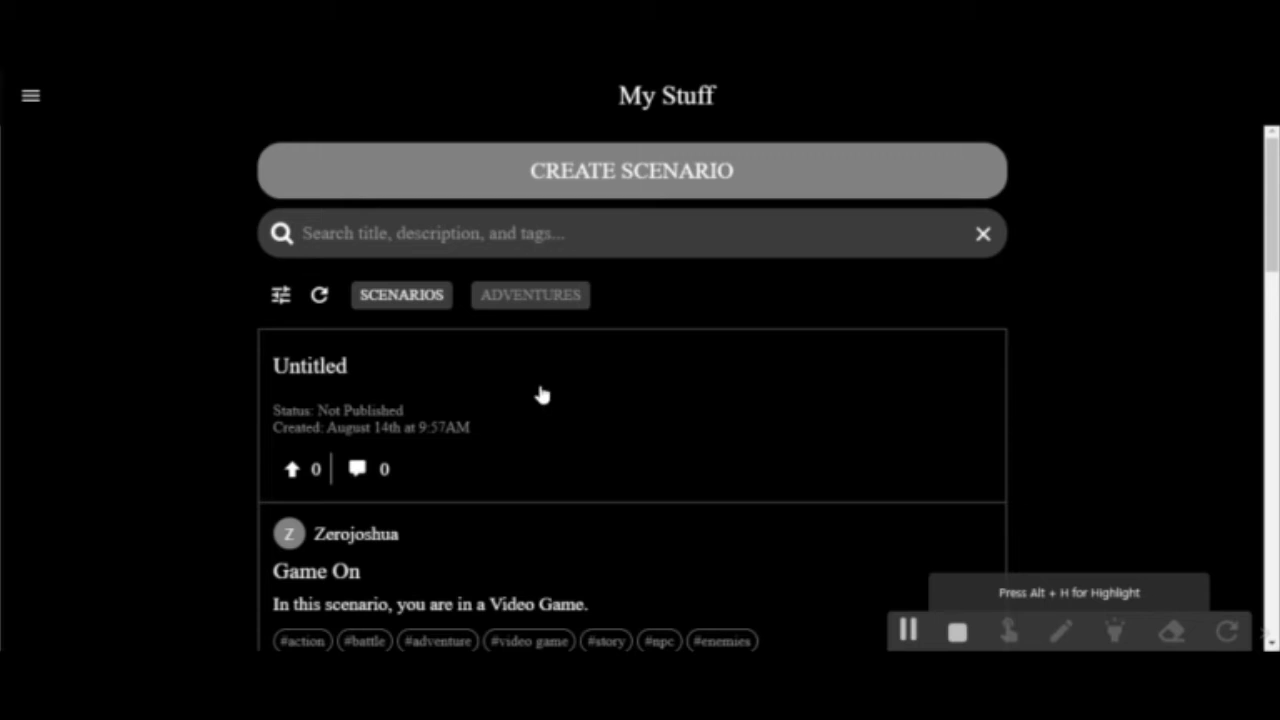 My Stuff
CREATE SCENARIO
Search title, description, and tags...
SCENARIOS ADVENTURES
Untitled
Status: Not Published
Created: August 14th at 9:57AM
0 0
Z Zerojoshua
Game On
In this scenario, you are in a Video Game.
#action #battle #adventure #video game #story #npc #enemies
Press Alt + H for Highlight